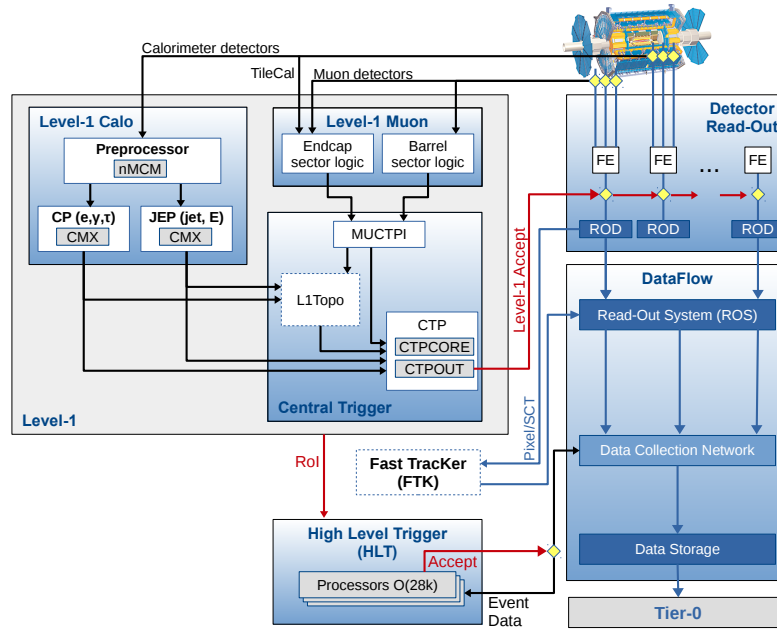 Calorimeter detectors
TileCal
Muon detectors
Level-1 Calo
Preprocessor
nMCM
CP (e,γ,τ)
CMX
JEP (jet, E)
CMX
Level-1 Muon
Endcap
sector logic
Barrel
sector logic
MUCTPI
L1Topo
CTP
CTPCORE
CTPOUT
Central Trigger
Level-1
Level-1 Accept
Detector
Read-Out
FE
FE
...
FE
ROD
ROD
ROD
DataFlow
Read-Out System (ROS)
Pixel/SCT
Data Collection Network
Data Storage
Tier-0
RoI
Fast TracKer
(FTK)
High Level Trigger
(HLT)
Accept
Processors O(28k)
Event
Data